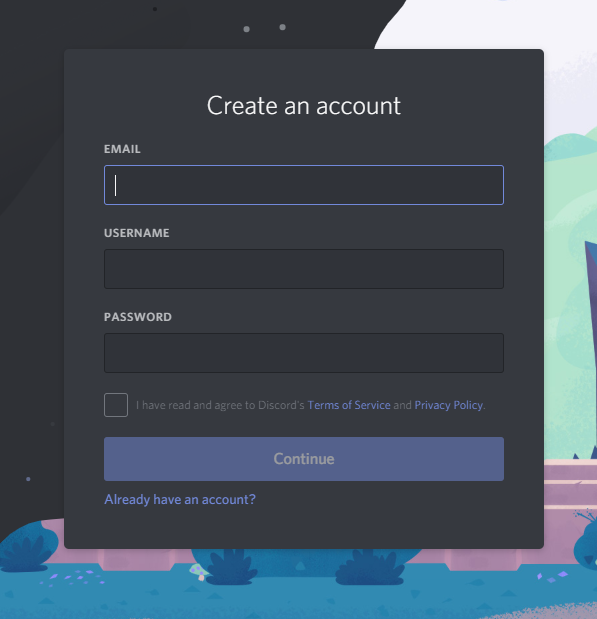 Create an account
EMAIL
USERNAME
PASSWORD
I have read and agree to Discord's Terms of Service and Privacy Policy.
Continue
Already have an account?